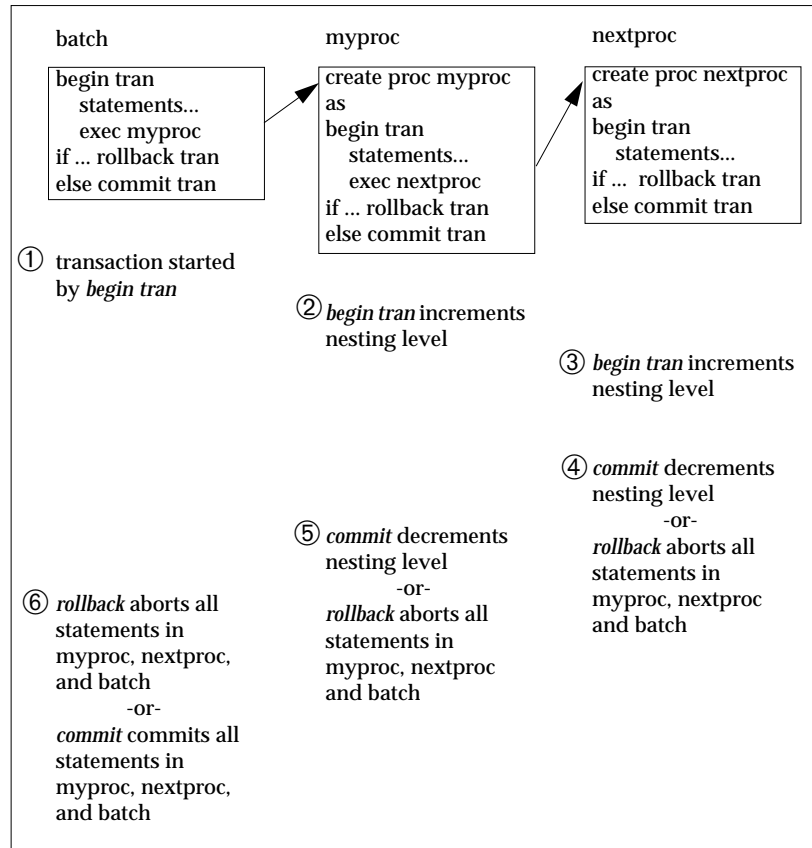 batch
begin tran
statements...
exec myproc
if ... rollback tran
else commit tran
myproc
create proc myproc
as
begin tran
statements...
exec nextproc
if ... rollback tran
else commit tran
nextproc
create proc nextproc
as
begin tran
statements...
if ... rollback tran
else commit tran
① transaction started
by begin tran
② begin tran increments
nesting level
③ begin tran increments
nesting level
④ commit decrements
nesting level
-or-
rollback aborts all
statements in
myproc, nextproc
and batch
⑤ commit decrements
nesting level
-or-
rollback aborts all
statements in
myproc, nextproc
and batch
⑥ rollback aborts all
statements in
myproc, nextproc,
and batch
-or-
commit commits all
statements in
myproc, nextproc,
and batch